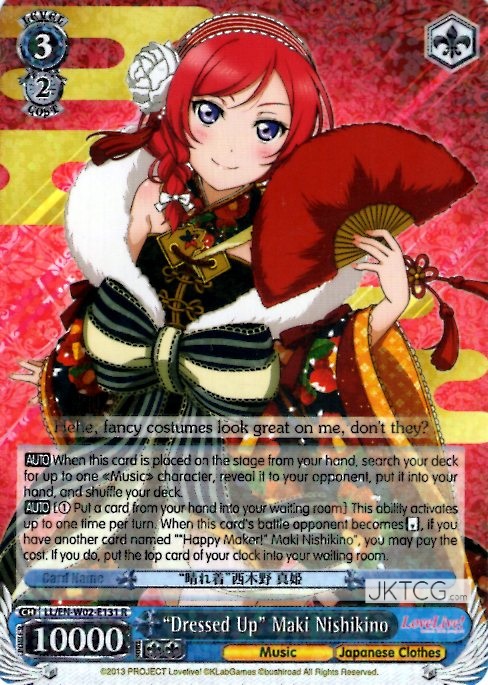 LEVEL
3
2
COST
Hehe, fancy costumes look great on me, don't they?
AUTO When this card is placed on the stage from your hand, search your deck
for up to one «Music» character, reveal it to your opponent, put it into your
hand, and shuffle your deck.
AUTO [① Put a card from your hand into your waiting room] This ability activates
up to one time per turn. When this card's battle opponent becomes , if you
have another card named ""Happy Maker!" Maki Nishikino", you may pay the
cost. If you do, put the top card of your clock into your waiting room.
Card Name
"晴れ着"西木野 真姫
JKTCG.com
CH LL/EN-W02-E131 R
10000
"Dressed Up" Maki Nishikino
LoveLive!
Music
Japanese Clothes
©2013 PROJECT Lovelive! ©KLabGames ©bushiroad All Rights Reserved.